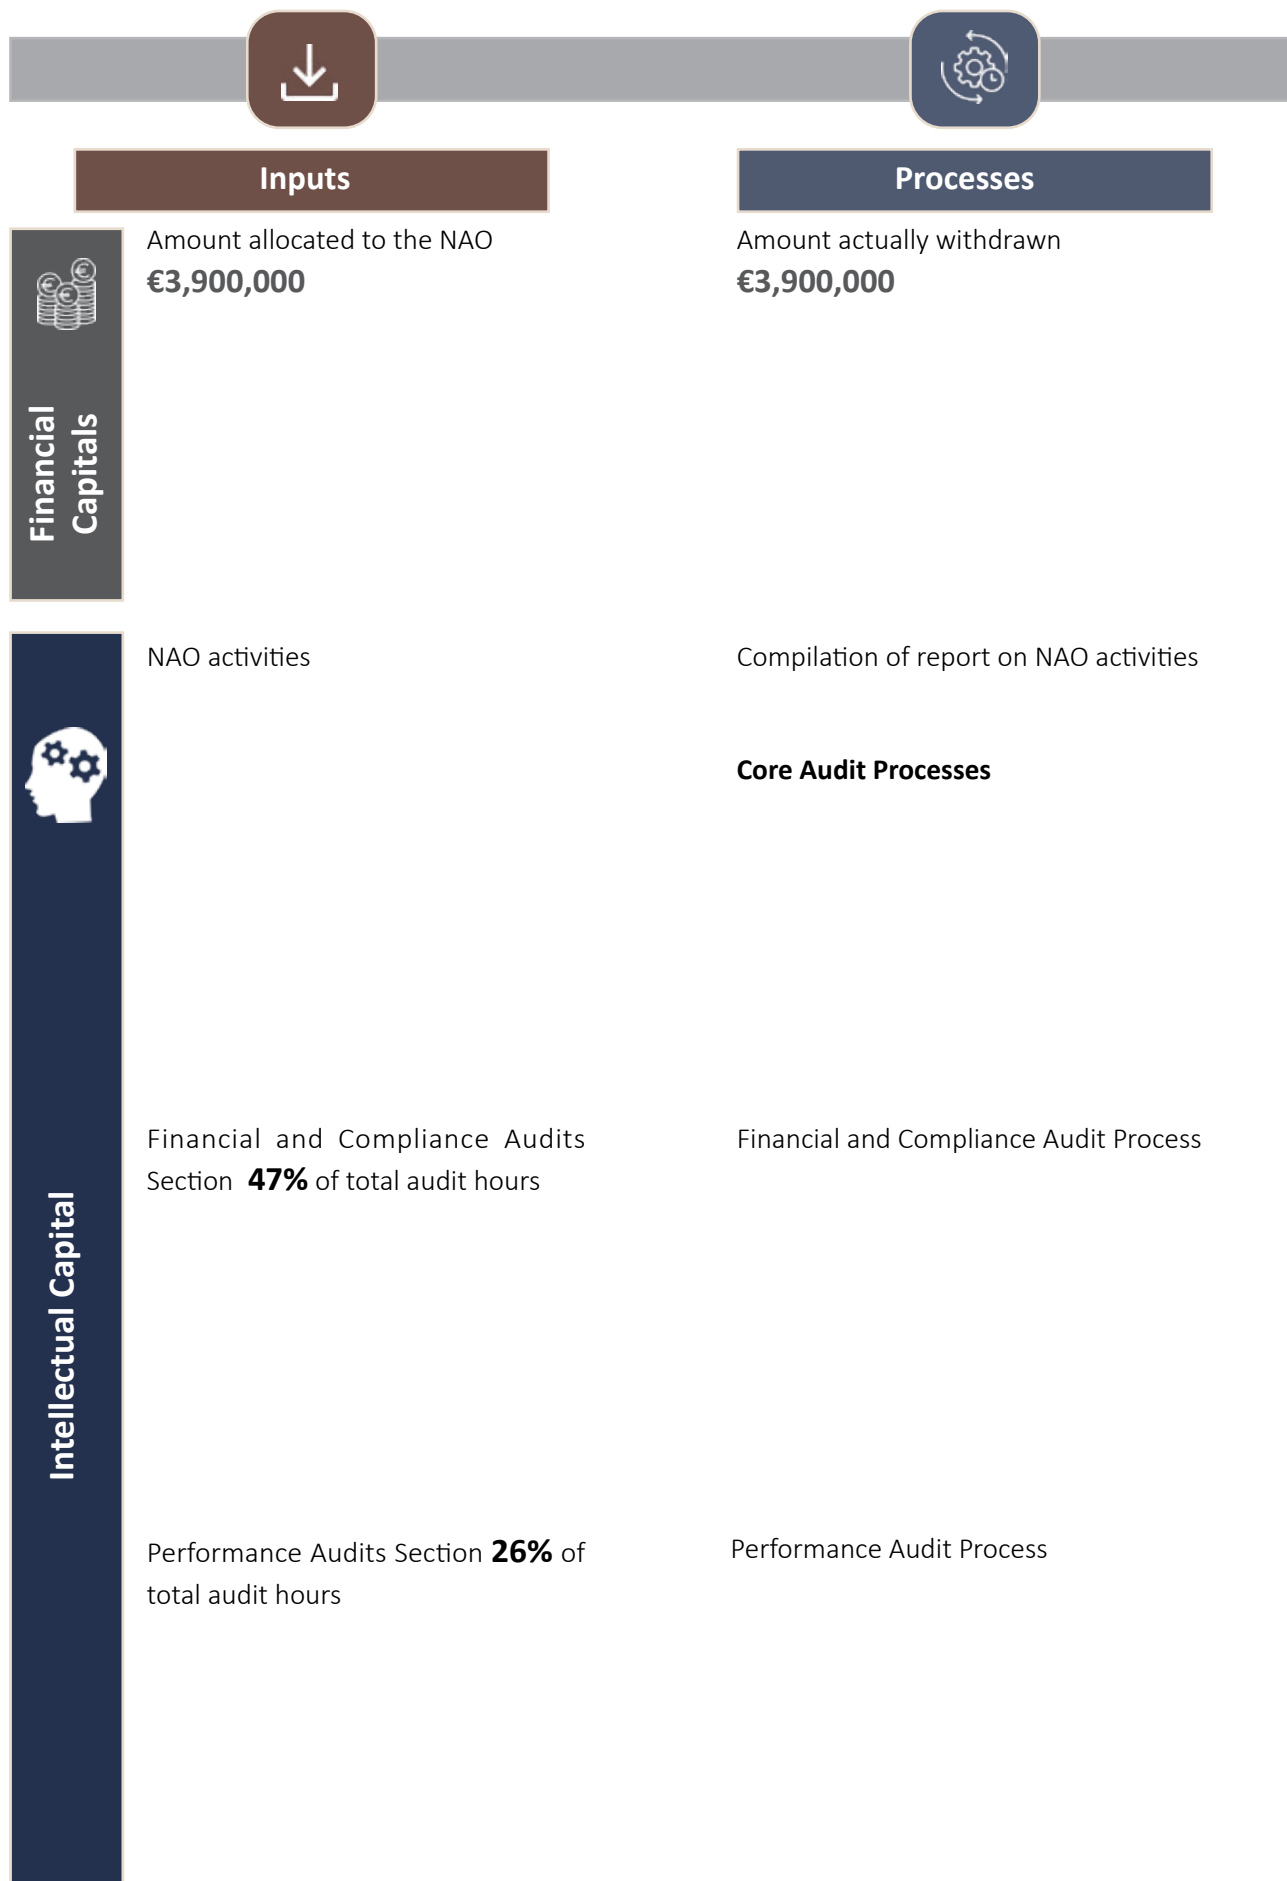 Inputs
Processes
Financial
Capitals
Amount allocated to the NAO
€3,900,000
Amount actually withdrawn
€3,900,000
Intellectual Capital
NAO activities
Compilation of report on NAO activities
Core Audit Processes
Financial and Compliance Audits
Section 47% of total audit hours
Financial and Compliance Audit Process
Performance Audits Section 26% of
total audit hours
Performance Audit Process